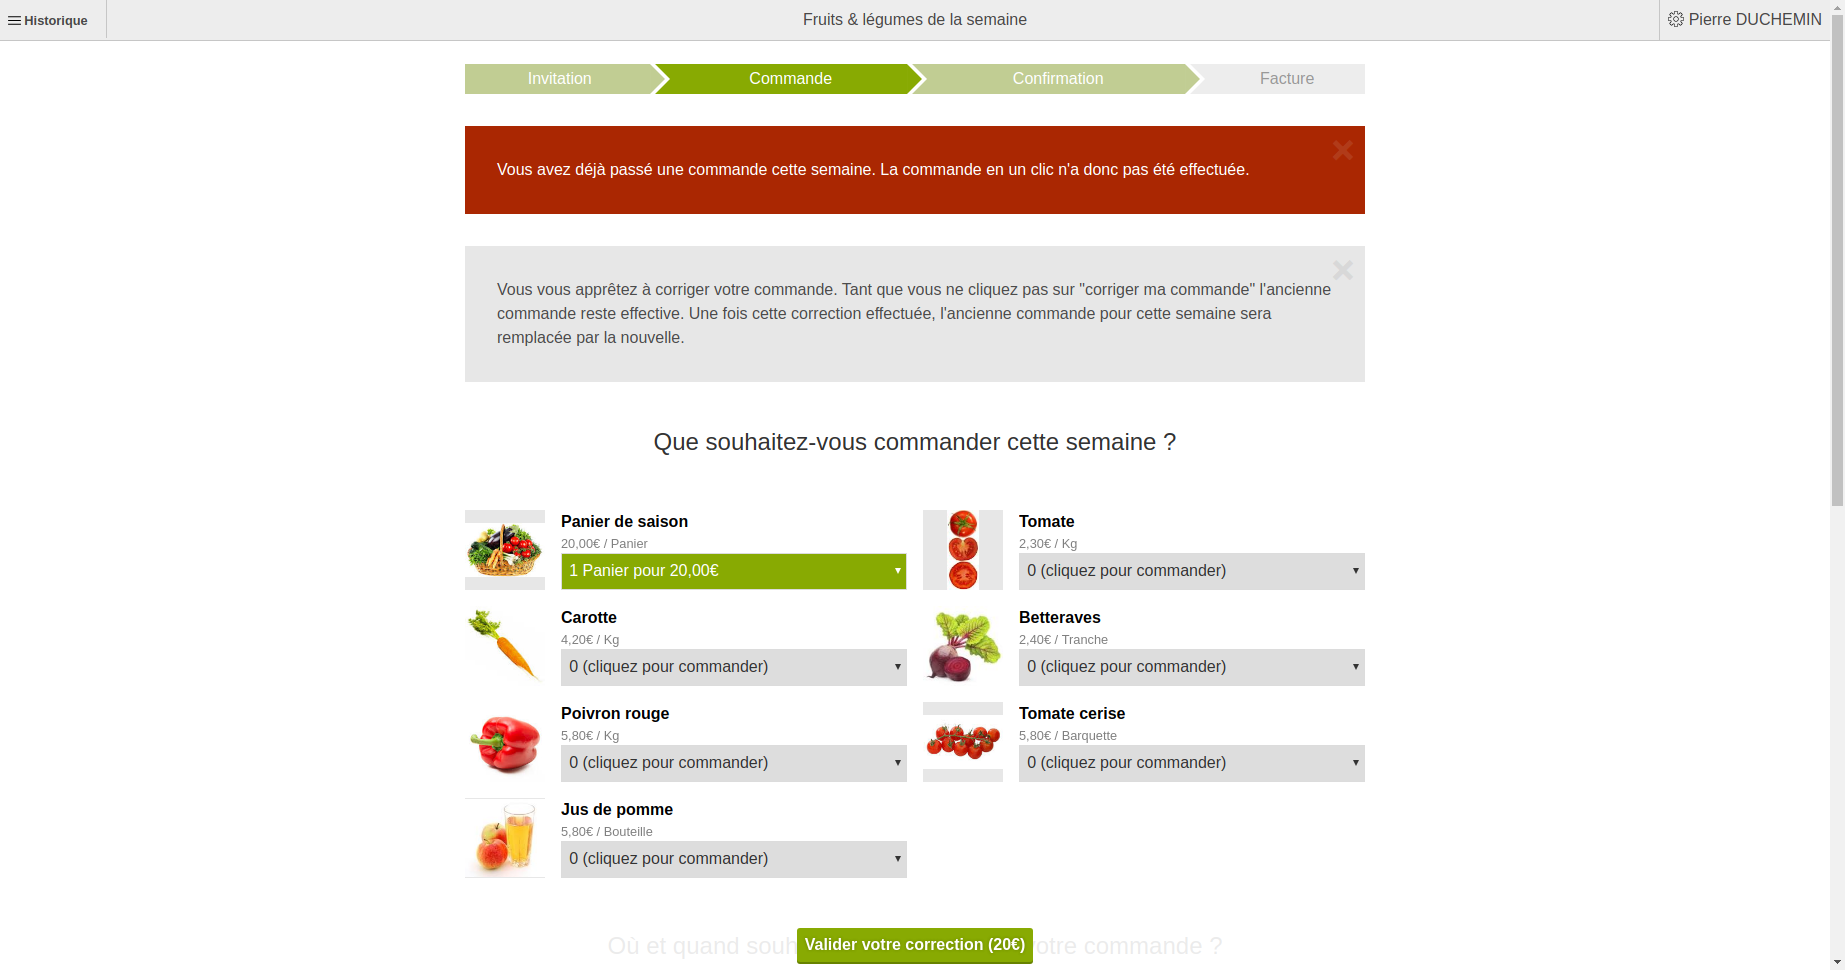 Historique
Fruits & légumes de la semaine
Pierre DUCHEMIN
Invitation
Commande
Confirmation
Facture
Vous avez déjà passé une commande cette semaine. La commande en un clic n'a donc pas été effectuée.
Vous vous apprêtez à corriger votre commande. Tant que vous ne cliquez pas sur "corriger ma commande" l'ancienne
commande reste effective. Une fois cette correction effectuée, l'ancienne commande pour cette semaine sera
remplacée par la nouvelle.
Que souhaitez-vous commander cette semaine ?
Panier de saison
20,00€ / Panier
1 Panier pour 20,00€
Tomate
2,30€ / Kg
0 (cliquez pour commander)
Carotte
4,20€ / Kg
0 (cliquez pour commander)
Betteraves
2,40€ / Tranche
0 (cliquez pour commander)
Poivron rouge
5,80€ / Kg
0 (cliquez pour commander)
Tomate cerise
5,80€ / Barquette
0 (cliquez pour commander)
Jus de pomme
5,80€ / Bouteille
0 (cliquez pour commander)
Où et quand commande ?
Valider votre correction (20€)